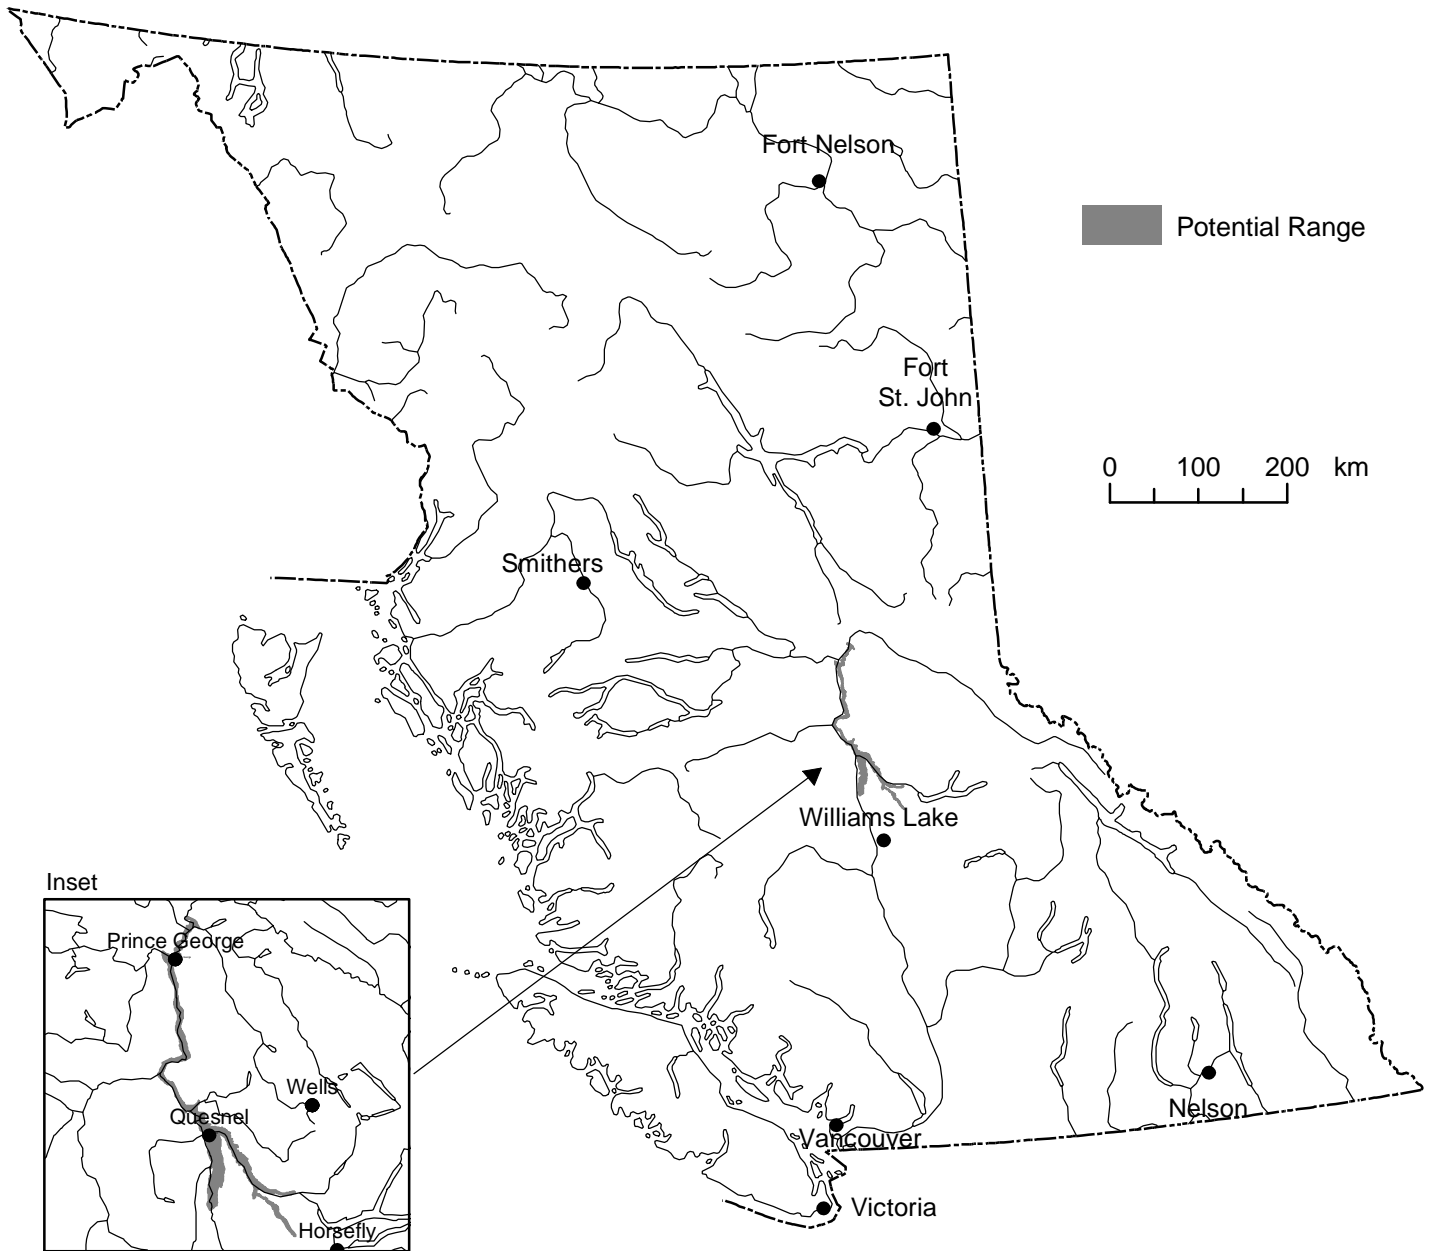 Fort Nelson
Potential Range
Fort
St. John
0 100 200 km
Smithers
Williams Lake
Inset
Prince George
Wells
Quesnel
Nelson
Vancouver
Victoria
Horsefly